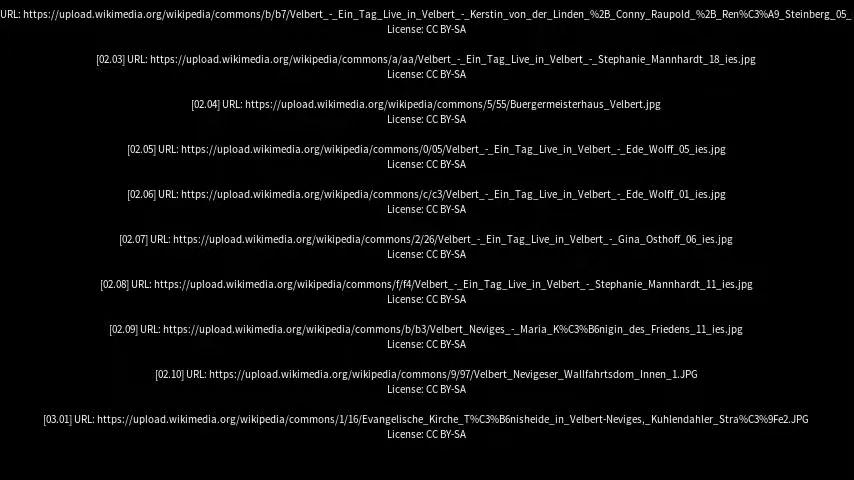 URL: https://upload.wikimedia.org/wikipedia/commons/b/b7/Velbert_-_Ein_Tag_Live_in_Velbert_-_Kerstin_von_der_Linden_%2B_Conny_Raupold_%2B_Ren%C3%A9_Steinberg_05_
License: CC BY-SA
[02.03] URL: https://upload.wikimedia.org/wikipedia/commons/a/aa/Velbert_-_Ein_Tag_Live_in_Velbert_-_Stephanie_Mannhardt_18_ies.jpg
License: CC BY-SA
[02.04] URL: https://upload.wikimedia.org/wikipedia/commons/5/55/Buergermeisterhaus_Velbert.jpg
License: CC BY-SA
[02.05] URL: https://upload.wikimedia.org/wikipedia/commons/0/05/Velbert_-_Ein_Tag_Live_in_Velbert_-_Ede_Wolff_05_ies.jpg
License: CC BY-SA
[02.06] URL: https://upload.wikimedia.org/wikipedia/commons/c/c3/Velbert_-_Ein_Tag_Live_in_Velbert_-_Ede_Wolff_01_ies.jpg
License: CC BY-SA
[02.07] URL: https://upload.wikimedia.org/wikipedia/commons/2/26/Velbert_-_Ein_Tag_Live_in_Velbert_-_Gina_Osthoff_06_ies.jpg
License: CC BY-SA
[02.08] URL: https://upload.wikimedia.org/wikipedia/commons/f/f4/Velbert_-_Ein_Tag_Live_in_Velbert_-_Stephanie_Mannhardt_11_ies.jpg
License: CC BY-SA
[02.09] URL: https://upload.wikimedia.org/wikipedia/commons/b/b3/Velbert_Neviges_-_Maria_K%C3%B6nigin_des_Friedens_11_ies.jpg
License: CC BY-SA
[02.10] URL: https://upload.wikimedia.org/wikipedia/commons/9/97/Velbert_Nevigeser_Wallfahrtsdom_Innen_1.JPG
License: CC BY-SA
[03.01] URL: https://upload.wikimedia.org/wikipedia/commons/1/16/Evangelische_Kirche_T%C3%B6nisheide_in_Velbert-Neviges,_Kuhlendahler_Stra%C3%9Fe2.JPG
License: CC BY-SA